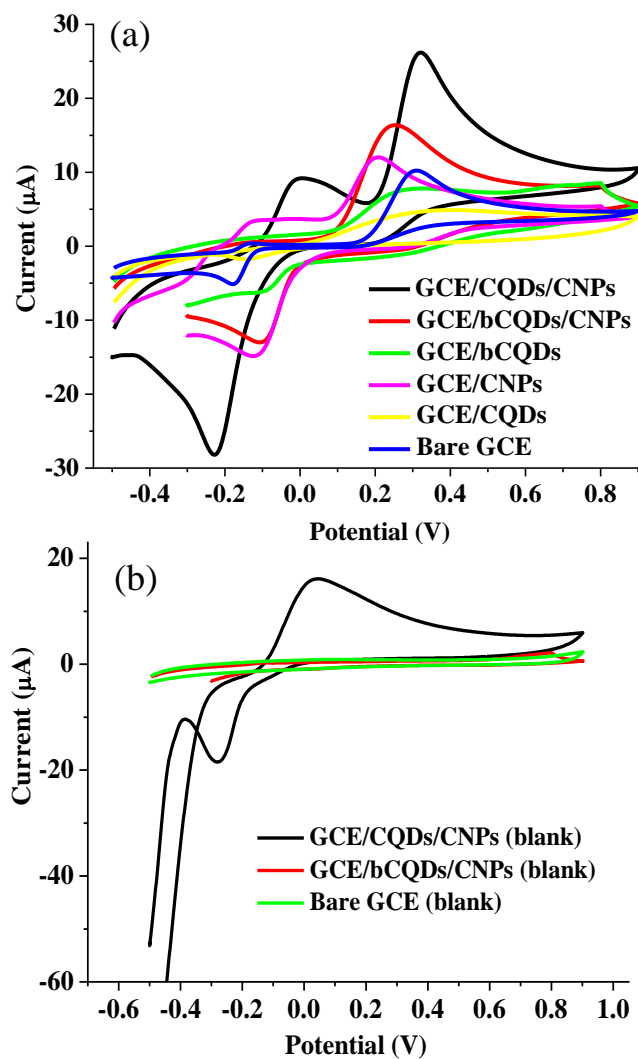 (a)
30
20
10
0
-10
-20
-30
Current (µA)
GCE/CQDs/CNPs
GCE/bCQDs/CNPs
GCE/bCQDs
GCE/CNPs
GCE/CQDs
Bare GCE
-0.4 -0.2 0.0 0.2 0.4 0.6 0.8
Potential (V)
(b)
20
0
-20
-40
-60
Current (µA)
GCE/CQDs/CNPs (blank)
GCE/bCQDs/CNPs (blank)
Bare GCE (blank)
-0.6 -0.4 -0.2 0.0 0.2 0.4 0.6 0.8 1.0
Potential (V)